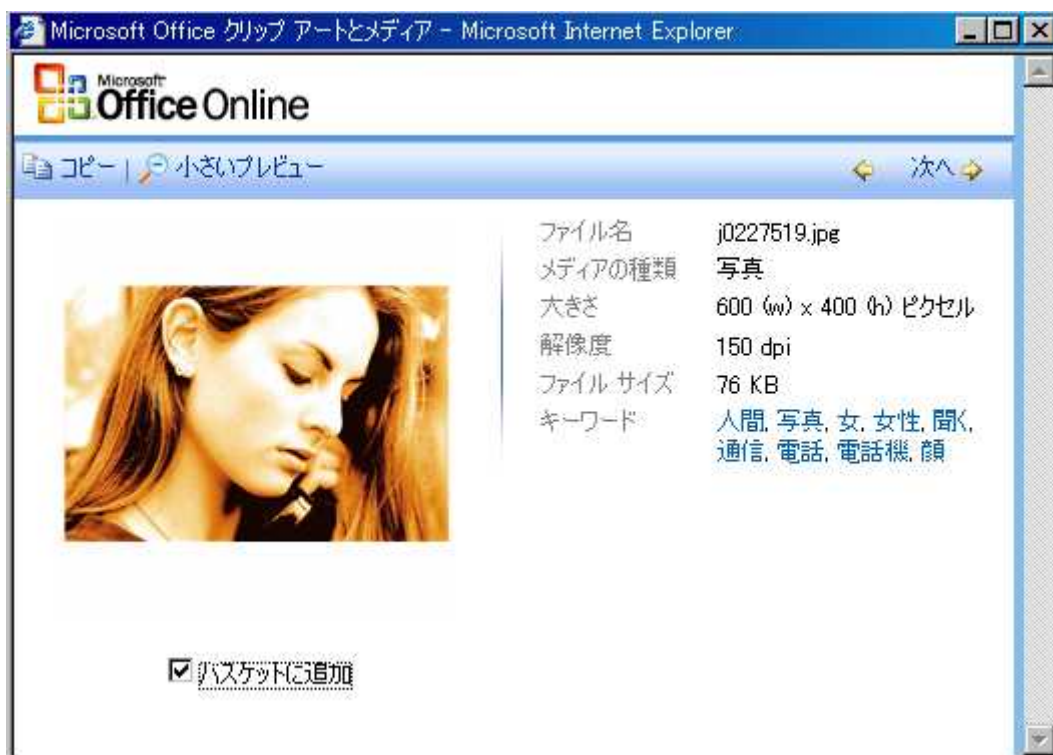 Microsoft Office クリップ アートとメディア - Microsoft Internet Explorer
Microsoft
Office Online
コピー | 小さいプレビュー 次へ
ファイル名 j0227519.jpg
メディアの種類 写真
大きさ 600 (w) x 400 (h) ピクセル
解像度 150 dpi
ファイル サイズ 76 KB
キーワード 人間, 写真, 女, 女性, 聞く,
通信, 電話, 電話機, 顔
バスケットに追加